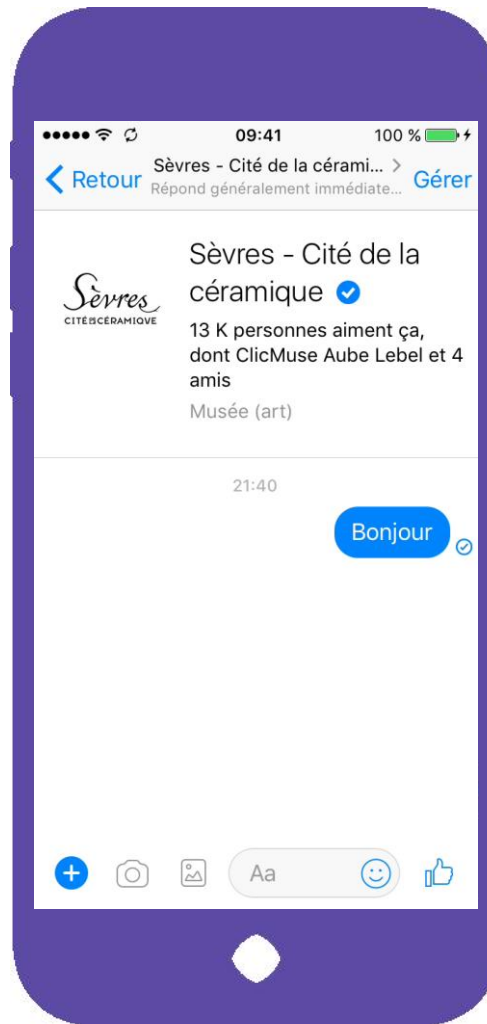 09:41
100 %
Retour
Sèvres - Cité de la cérami...
Répond généralement immédiate...
Gérer
Sèvres
CITÉ DE LA CÉRAMIQUE
Sèvres - Cité de la
céramique
13 K personnes aiment ça,
dont ClicMuse Aube Lebel et 4
amis
Musée (art)
21:40
Bonjour
Aa